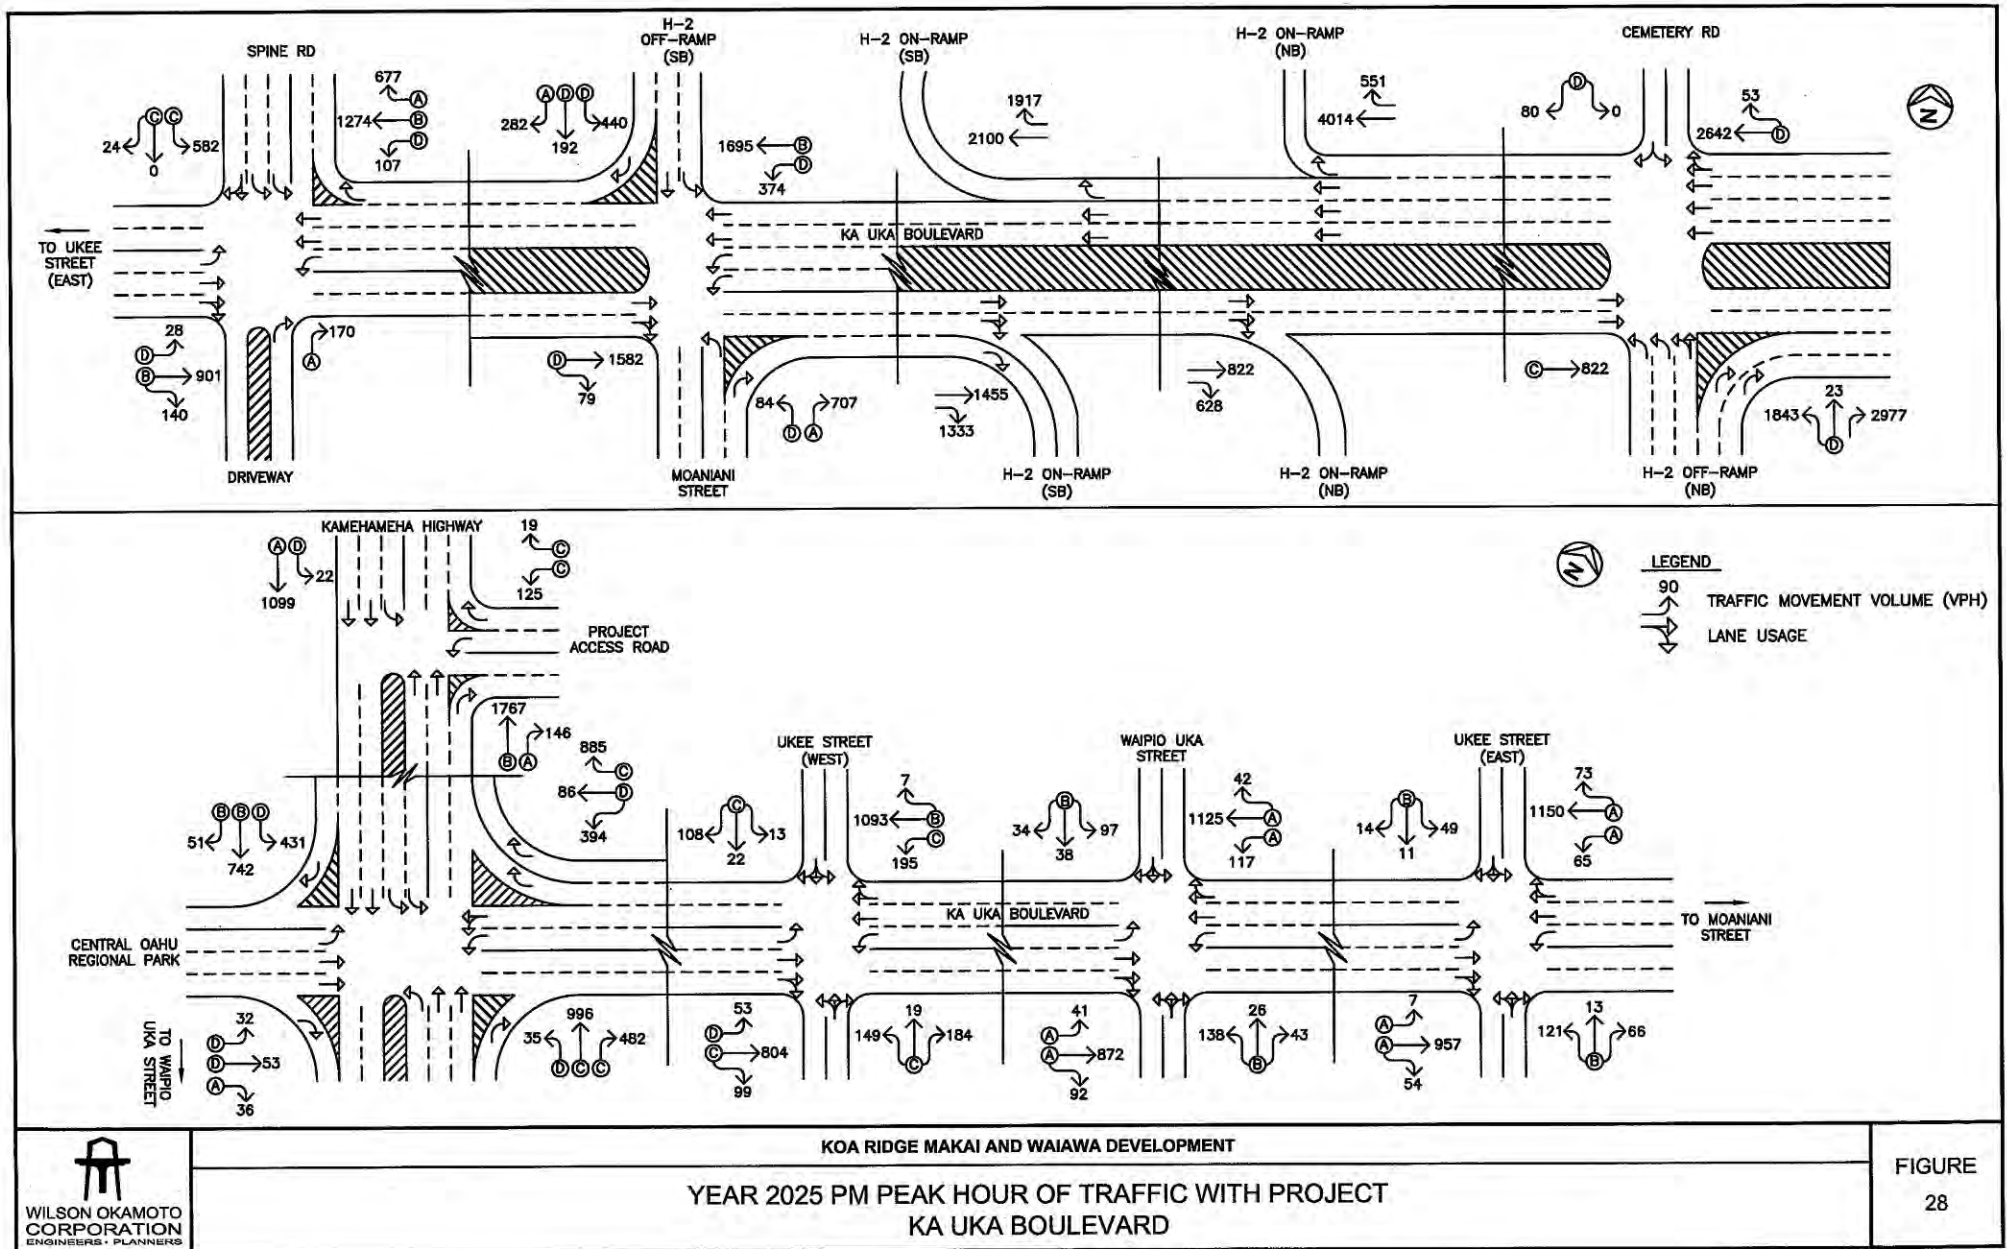 SPINE RD
H-2
OFF-RAMP
(SB)
H-2 ON-RAMP
(SB)
H-2 ON-RAMP
(NB)
CEMETERY RD
677
A
1274
B
D
107
C C
24
582
0
A D D
282
440
192
1695
B
D
374
1917
2100
551
4014
D
80
0
53
2642
D
N
TO UKEE
STREET
(EAST)
KA UKA BOULEVARD
28
D
B
901
140
170
A
D
1582
79
84
707
D A
1455
1333
822
628
C
822
23
1843
2977
D
DRIVEWAY
MOANIANI
STREET
H-2 ON-RAMP
(SB)
H-2 ON-RAMP
(NB)
H-2 OFF-RAMP
(NB)
KAMEHAMEHA HIGHWAY
A D
22
1099
19
C
C
125
PROJECT
ACCESS ROAD
N
LEGEND
90
TRAFFIC MOVEMENT VOLUME (VPH)
LANE USAGE
1767
146
B A
885
C
86
D
394
B B D
51
431
742
UKEE STREET
(WEST)
WAIPIO UKA
STREET
UKEE STREET
(EAST)
C
108
13
22
7
1093
B
C
195
B
34
97
38
42
1125
A
A
117
B
14
49
11
73
1150
A
A
65
CENTRAL OAHU
REGIONAL PARK
KA UKA BOULEVARD
TO MOANIANI
STREET
TO WAIPIO
UKA STREET
32
D
D
53
A
36
996
35
482
D C C
53
D
C
804
99
19
149
184
C
41
A
A
872
92
26
138
43
B
7
A
A
957
54
13
121
66
B
WILSON OKAMOTO
CORPORATION
ENGINEERS · PLANNERS
KOA RIDGE MAKAI AND WAIAWA DEVELOPMENT
YEAR 2025 PM PEAK HOUR OF TRAFFIC WITH PROJECT
KA UKA BOULEVARD
FIGURE
28